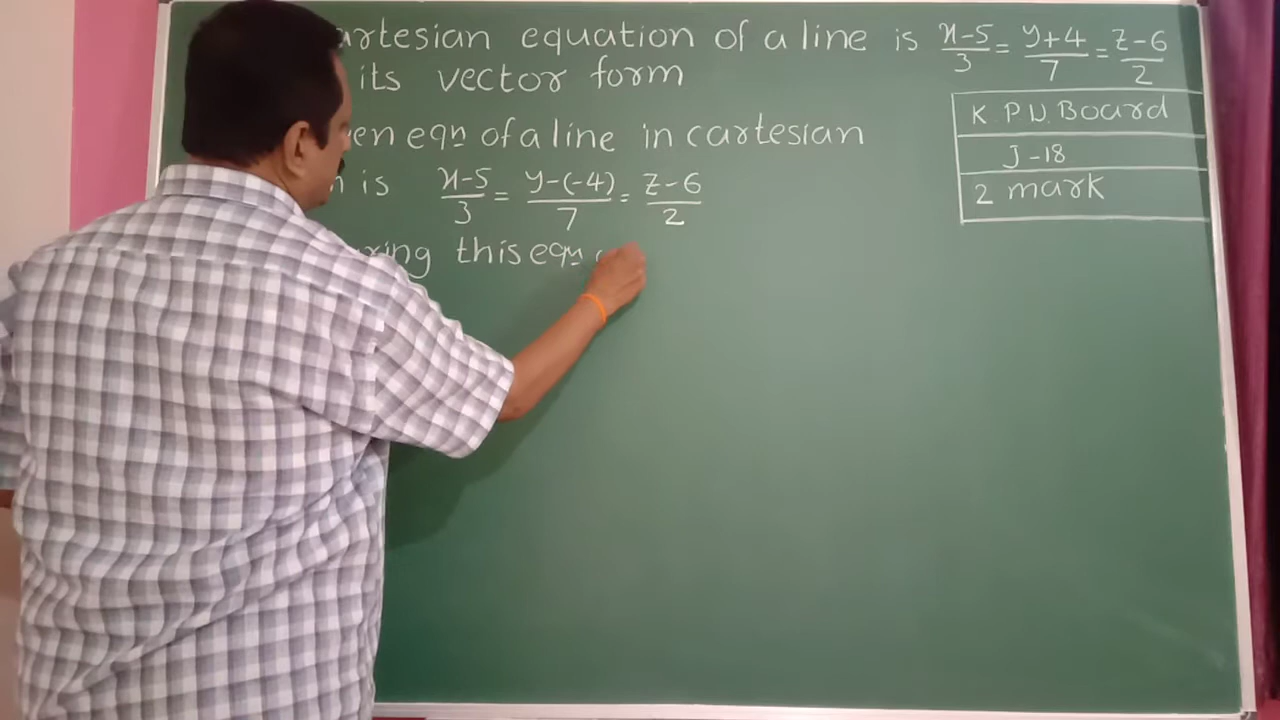 artesian equation of a line is x-5/3 = y+4/7 = z-6/2
its vector form
K P U. Board
J-18
2 mark
en eqn of a line in cartesian
is x-5/3 = y-(-4)/7 = z-6/2
ring this eqn